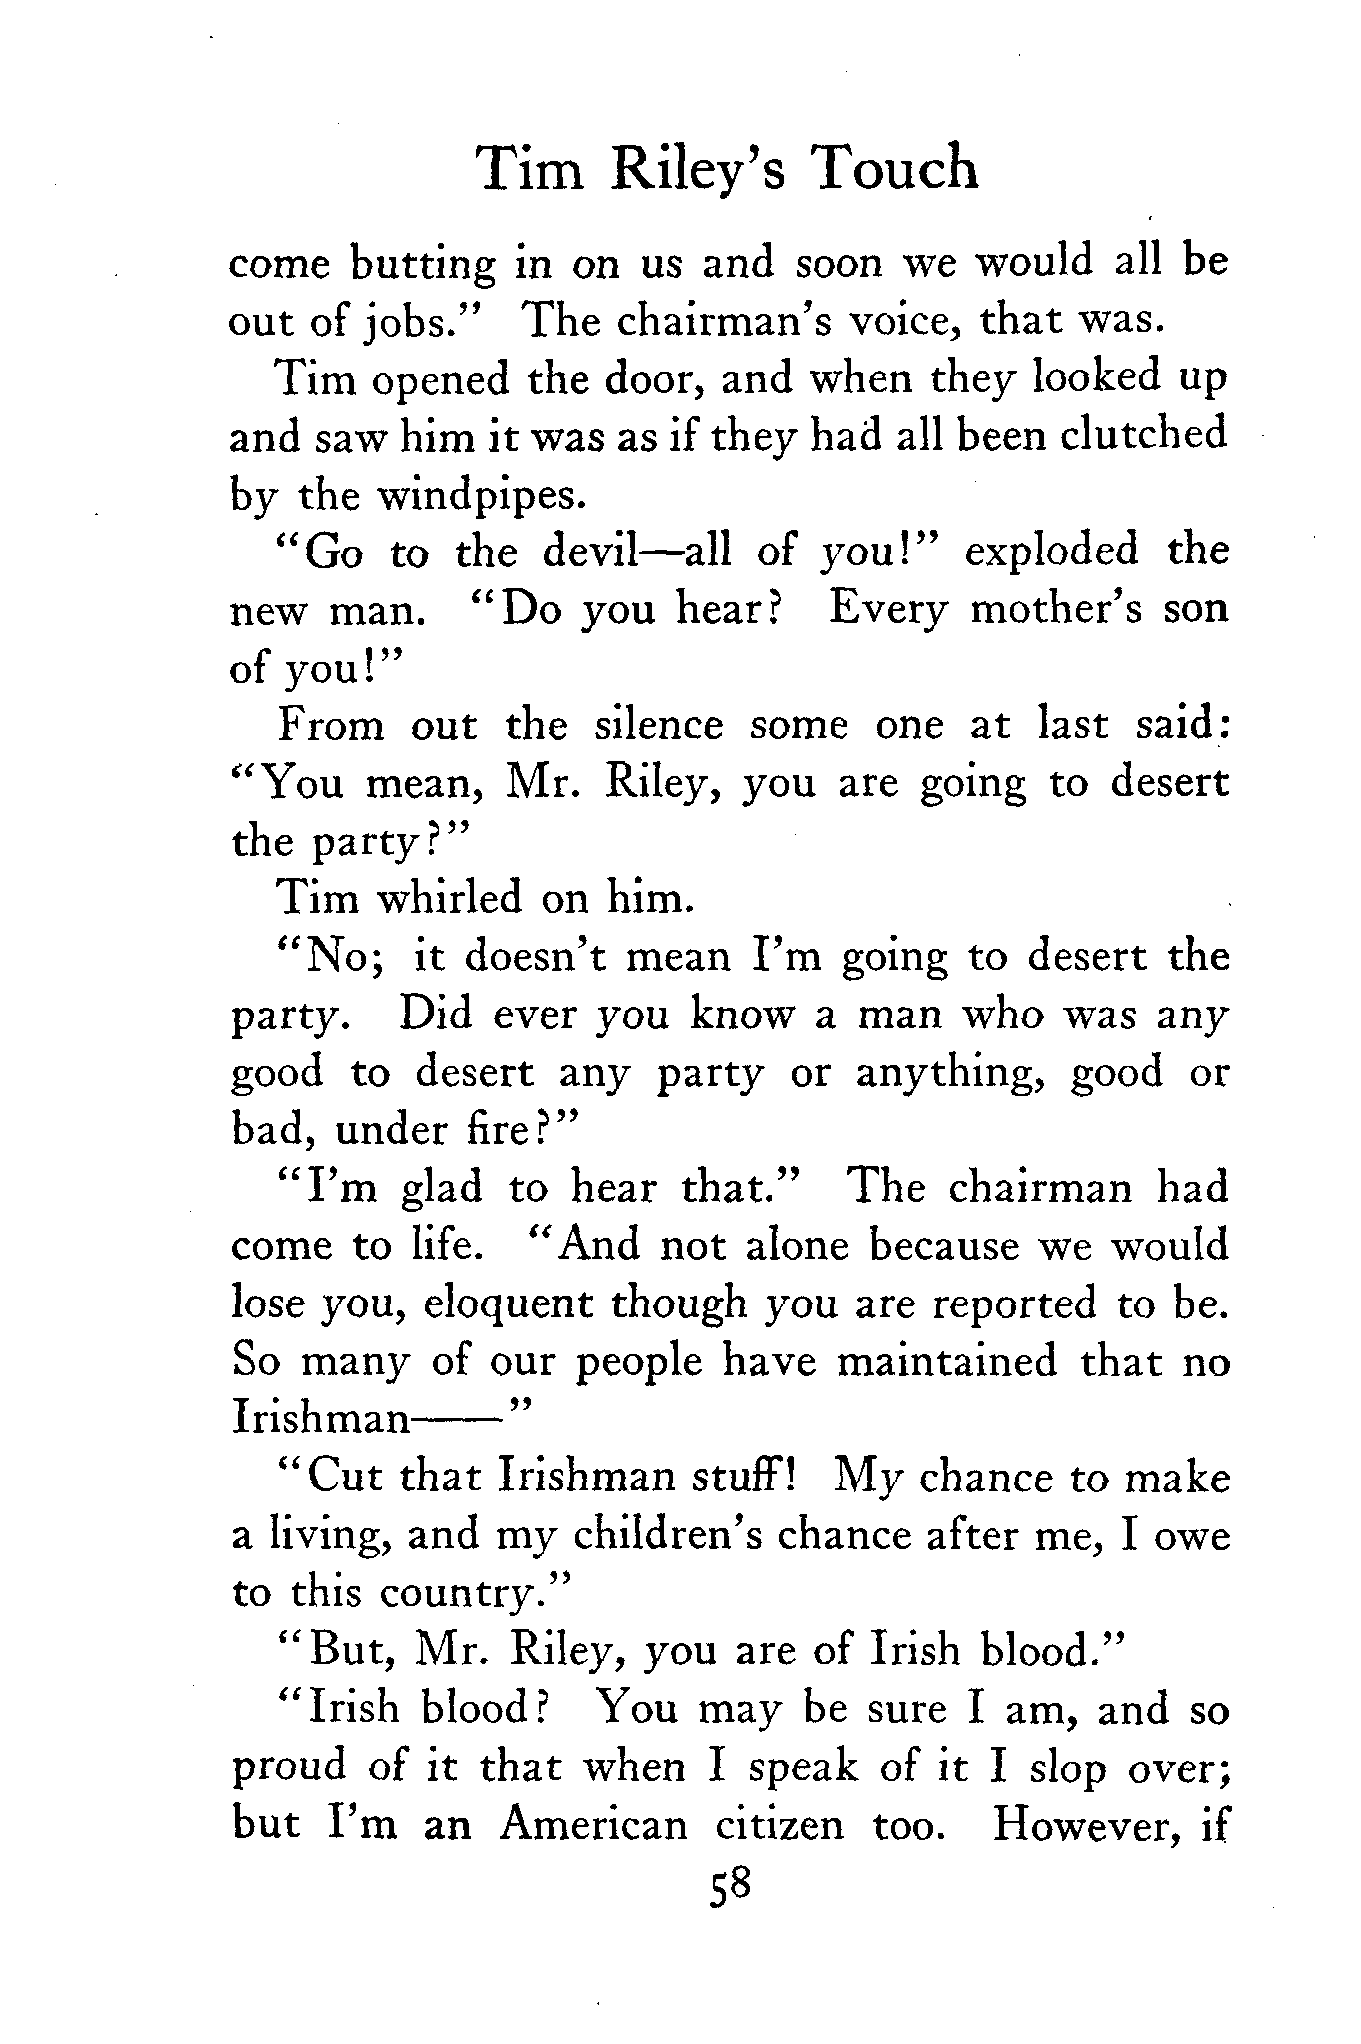 Tim Riley's Touch
come butting in on us and soon we would all be
out of jobs." The chairman's voice, that was.
Tim opened the door, and when they looked up
and saw him it was as if they had all been clutched
by the windpipes.
"Go to the devil—all of you!" exploded the
new man. "Do you hear? Every mother's son
of you!"
From out the silence some one at last said:
"You mean, Mr. Riley, you are going to desert
the party?"
Tim whirled on him.
"No; it doesn't mean I'm going to desert the
party. Did ever you know a man who was any
good to desert any party or anything, good or
bad, under fire?"
"I'm glad to hear that." The chairman had
come to life. "And not alone because we would
lose you, eloquent though you are reported to be.
So many of our people have maintained that no
Irishman——"
"Cut that Irishman stuff! My chance to make
a living, and my children's chance after me, I owe
to this country."
"But, Mr. Riley, you are of Irish blood."
"Irish blood? You may be sure I am, and so
proud of it that when I speak of it I slop over;
but I'm an American citizen too. However, if
58